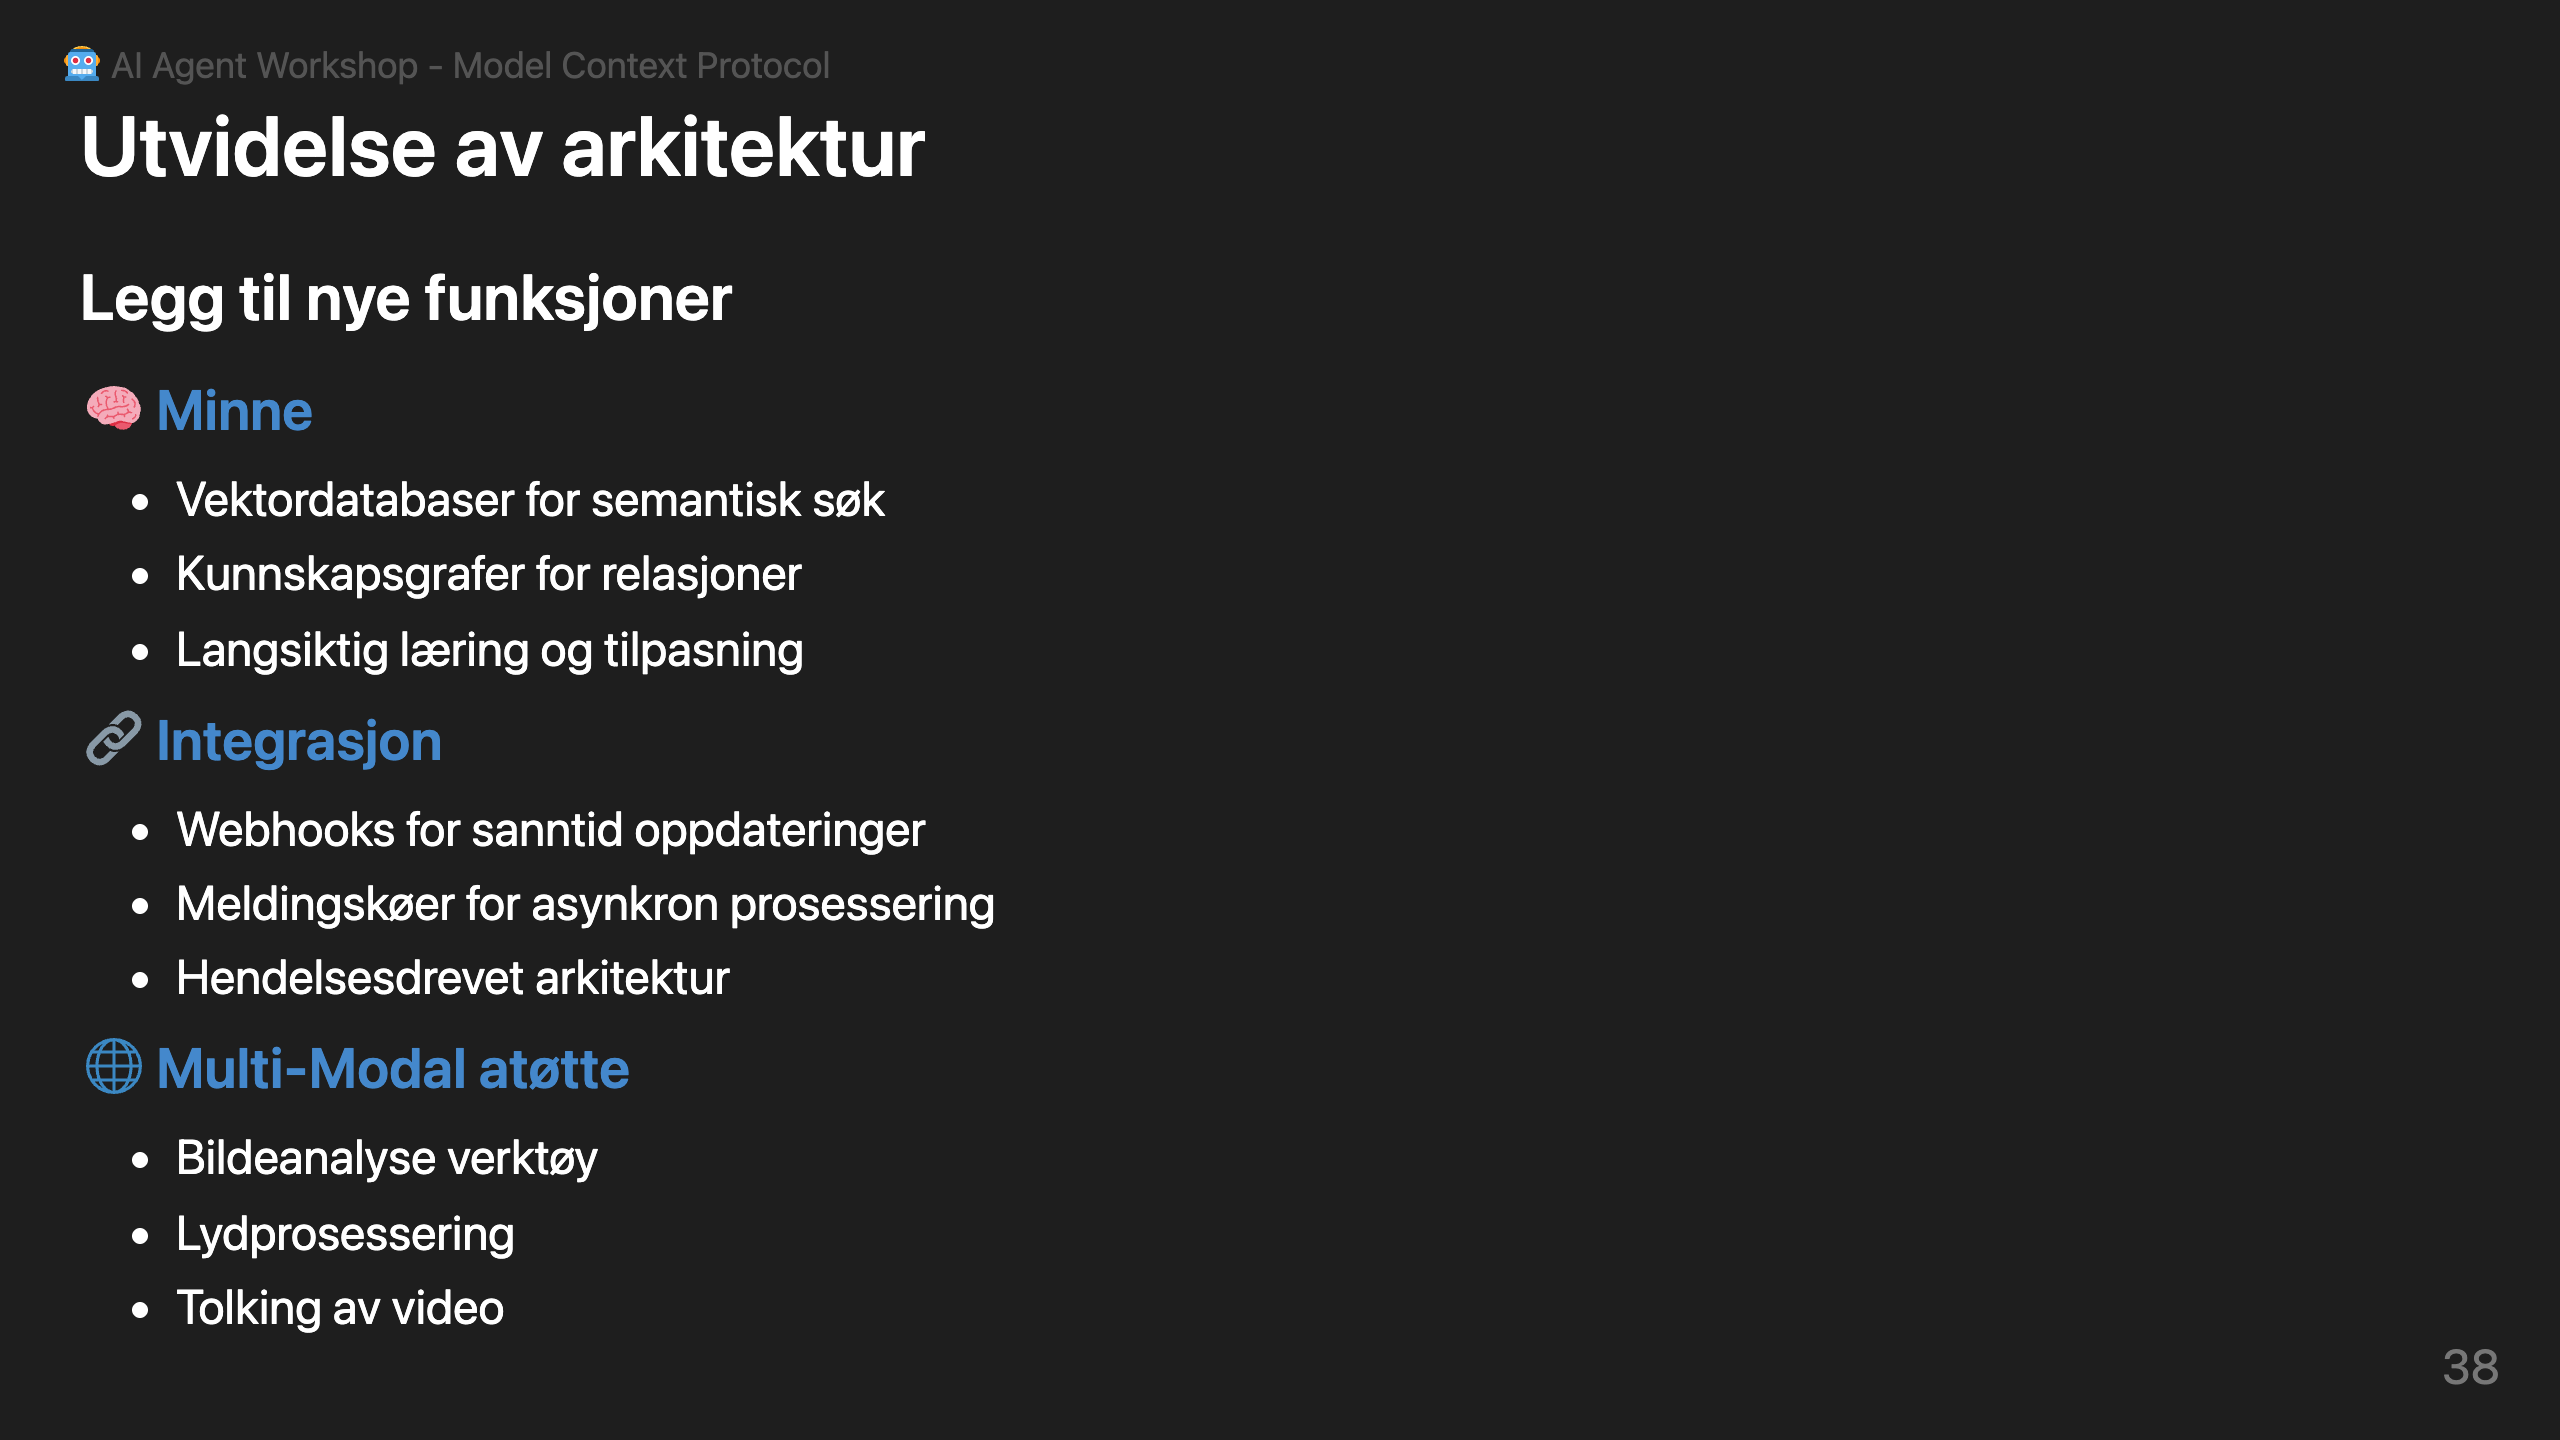 AI Agent Workshop - Model Context Protocol
Utvidelse av arkitektur
Legg til nye funksjoner
Minne
• Vektordatabaser for semantisk søk
• Kunnskapsgrafer for relasjoner
• Langsiktig læring og tilpasning
Integrasjon
• Webhooks for sanntid oppdateringer
• Meldingskøer for asynkron prosessering
• Hendelsesdrevet arkitektur
Multi-Modal atøtte
• Bildeanalyse verktøy
• Lydprosessering
• Tolking av video
38